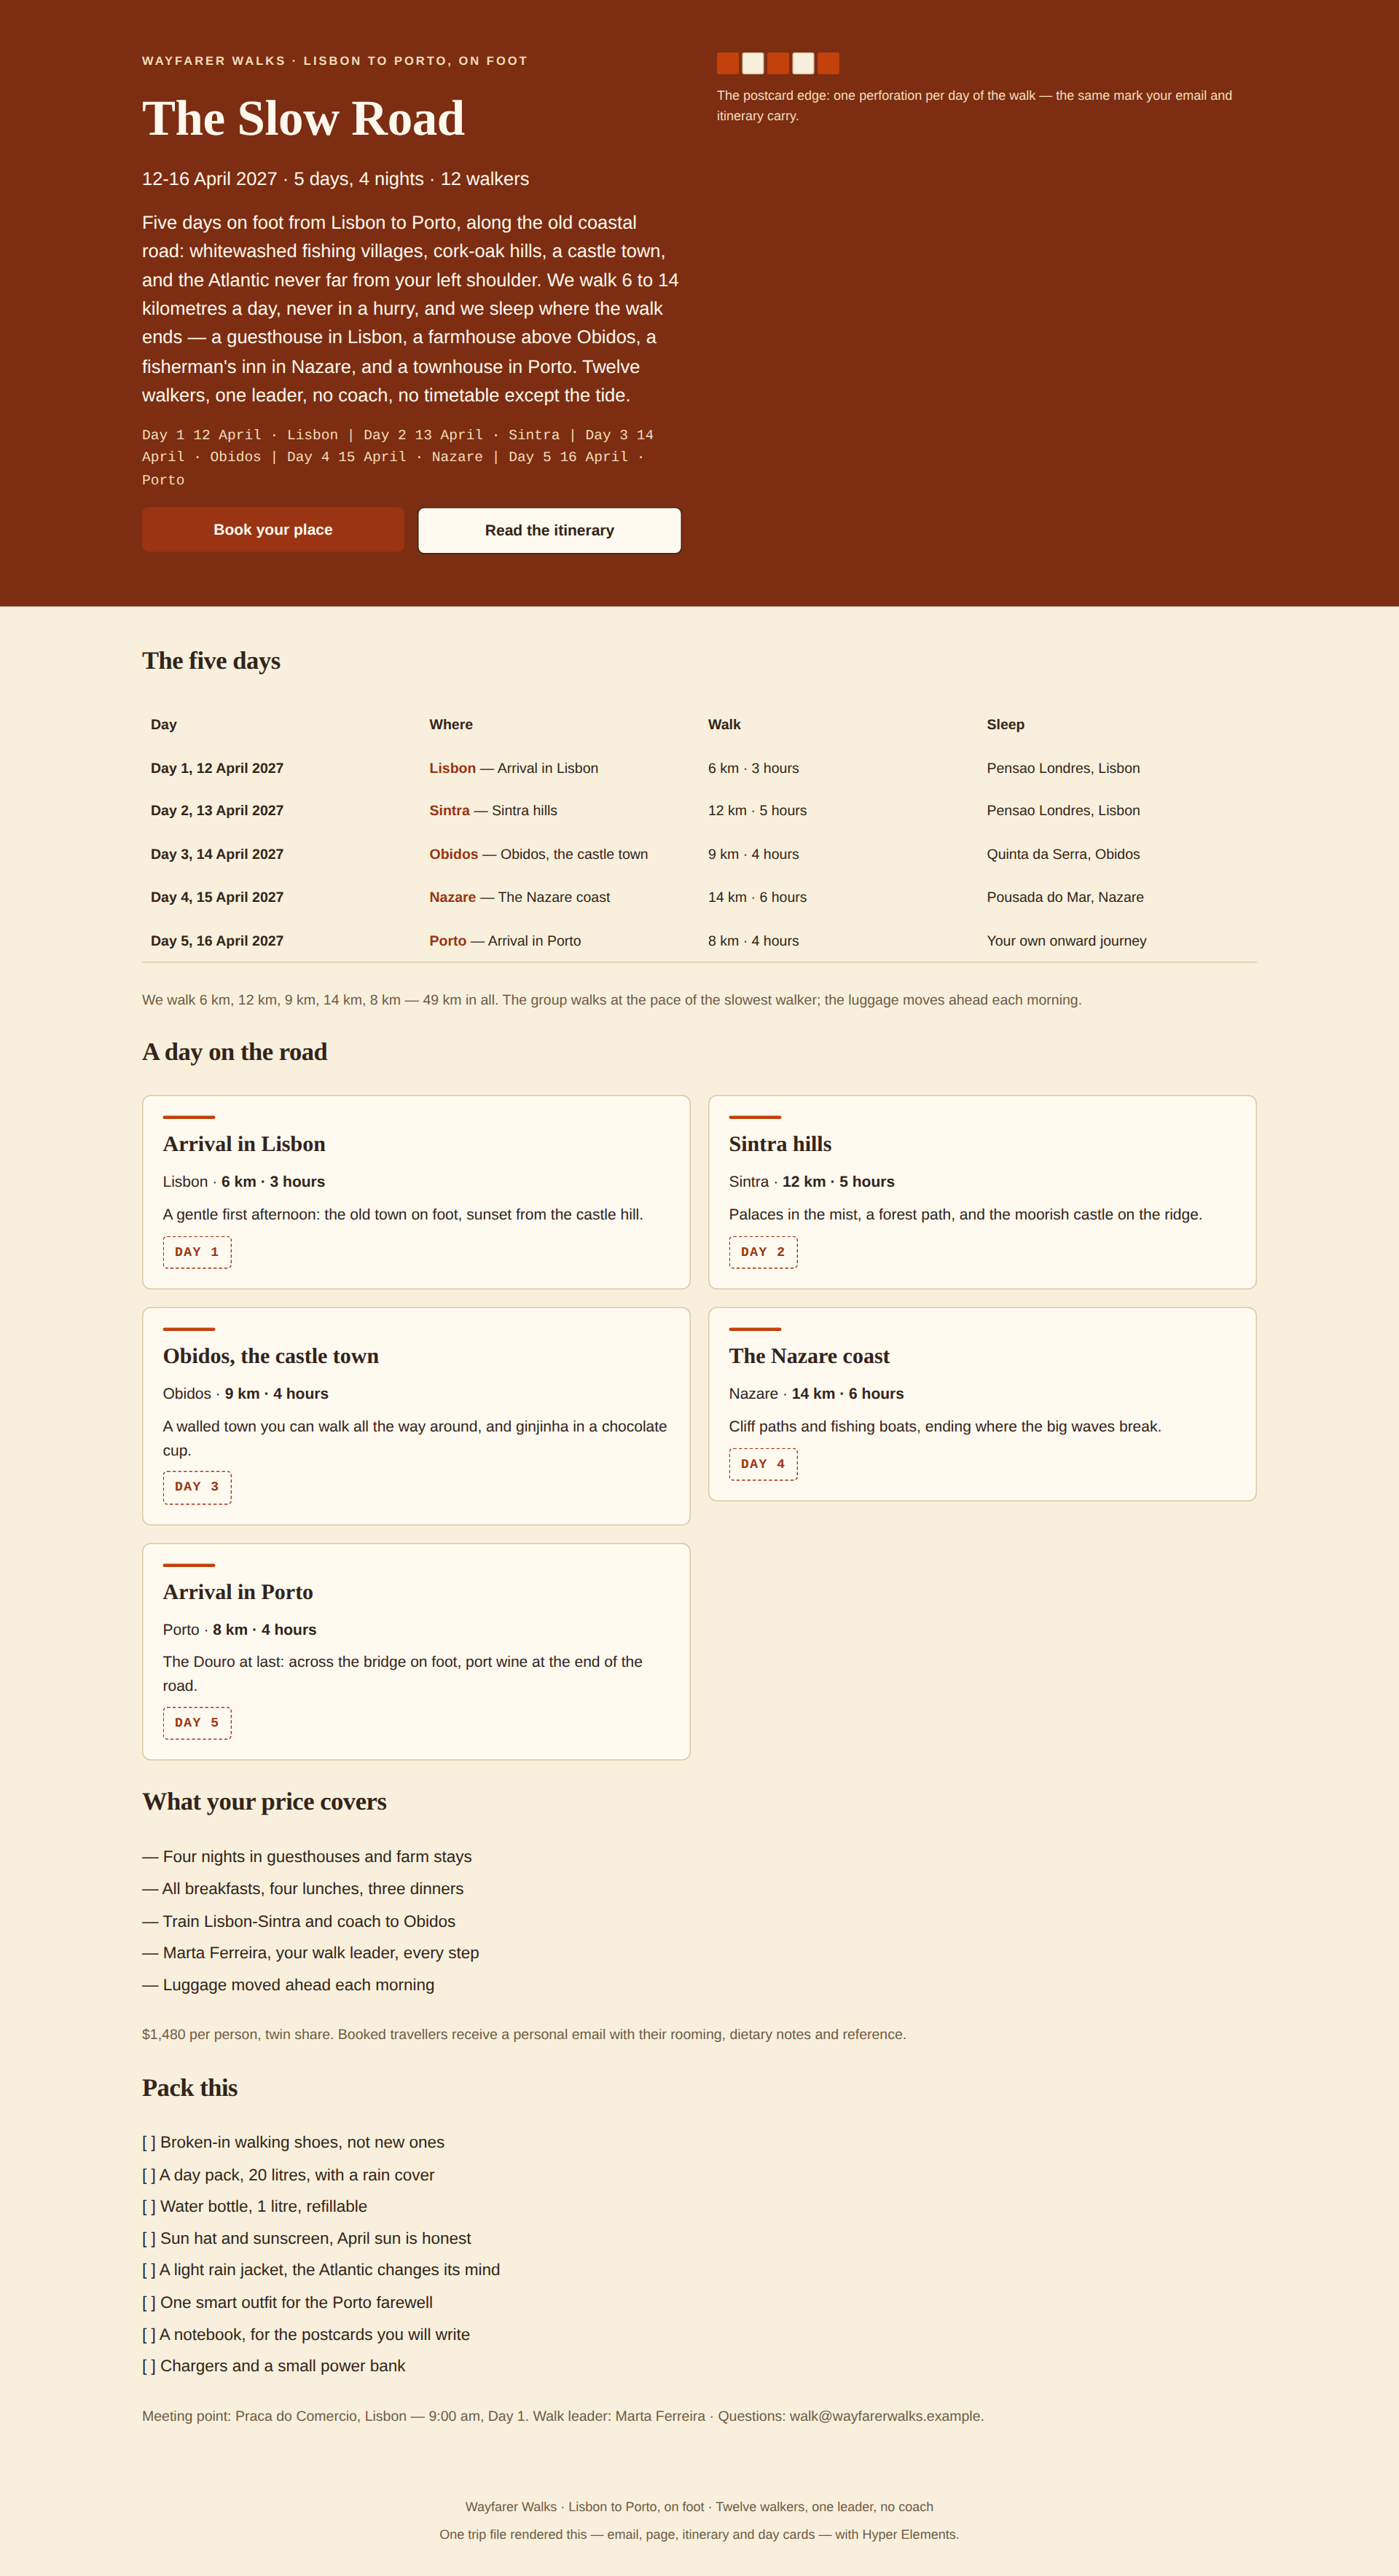 WAYFARER WALKS · LISBON TO PORTO, ON FOOT
The Slow Road
12-16 April 2027 · 5 days, 4 nights · 12 walkers
Five days on foot from Lisbon to Porto, along the old coastal
road: whitewashed fishing villages, cork-oak hills, a castle town,
and the Atlantic never far from your left shoulder. We walk 6 to 14
kilometres a day, never in a hurry, and we sleep where the walk
ends — a guesthouse in Lisbon, a farmhouse above Obidos, a
fisherman's inn in Nazare, and a townhouse in Porto. Twelve
walkers, one leader, no coach, no timetable except the tide.
Day 1 12 April · Lisbon | Day 2 13 April · Sintra | Day 3 14
April · Obidos | Day 4 15 April · Nazare | Day 5 16 April ·
Porto
Book your place
Read the itinerary
The postcard edge: one perforation per day of the walk — the same mark your email and
itinerary carry.
The five days
Day Where Walk Sleep
Day 1, 12 April 2027 Lisbon — Arrival in Lisbon 6 km · 3 hours Pensao Londres, Lisbon
Day 2, 13 April 2027 Sintra — Sintra hills 12 km · 5 hours Pensao Londres, Lisbon
Day 3, 14 April 2027 Obidos — Obidos, the castle town 9 km · 4 hours Quinta da Serra, Obidos
Day 4, 15 April 2027 Nazare — The Nazare coast 14 km · 6 hours Pousada do Mar, Nazare
Day 5, 16 April 2027 Porto — Arrival in Porto 8 km · 4 hours Your own onward journey
We walk 6 km, 12 km, 9 km, 14 km, 8 km — 49 km in all. The group walks at the pace of the slowest walker; the luggage moves ahead each morning.
A day on the road
Arrival in Lisbon
Lisbon · 6 km · 3 hours
A gentle first afternoon: the old town on foot, sunset from the castle hill.
DAY 1
Sintra hills
Sintra · 12 km · 5 hours
Palaces in the mist, a forest path, and the moorish castle on the ridge.
DAY 2
Obidos, the castle town
Obidos · 9 km · 4 hours
A walled town you can walk all the way around, and ginjinha in a chocolate
cup.
DAY 3
The Nazare coast
Nazare · 14 km · 6 hours
Cliff paths and fishing boats, ending where the big waves break.
DAY 4
Arrival in Porto
Porto · 8 km · 4 hours
The Douro at last: across the bridge on foot, port wine at the end of the
road.
DAY 5
What your price covers
— Four nights in guesthouses and farm stays
— All breakfasts, four lunches, three dinners
— Train Lisbon-Sintra and coach to Obidos
— Marta Ferreira, your walk leader, every step
— Luggage moved ahead each morning
$1,480 per person, twin share. Booked travellers receive a personal email with their rooming, dietary notes and reference.
Pack this
[ ] Broken-in walking shoes, not new ones
[ ] A day pack, 20 litres, with a rain cover
[ ] Water bottle, 1 litre, refillable
[ ] Sun hat and sunscreen, April sun is honest
[ ] A light rain jacket, the Atlantic changes its mind
[ ] One smart outfit for the Porto farewell
[ ] A notebook, for the postcards you will write
[ ] Chargers and a small power bank
Meeting point: Praca do Comercio, Lisbon — 9:00 am, Day 1. Walk leader: Marta Ferreira · Questions: walk@wayfarerwalks.example.
Wayfarer Walks · Lisbon to Porto, on foot · Twelve walkers, one leader, no coach
One trip file rendered this — email, page, itinerary and day cards — with Hyper Elements.